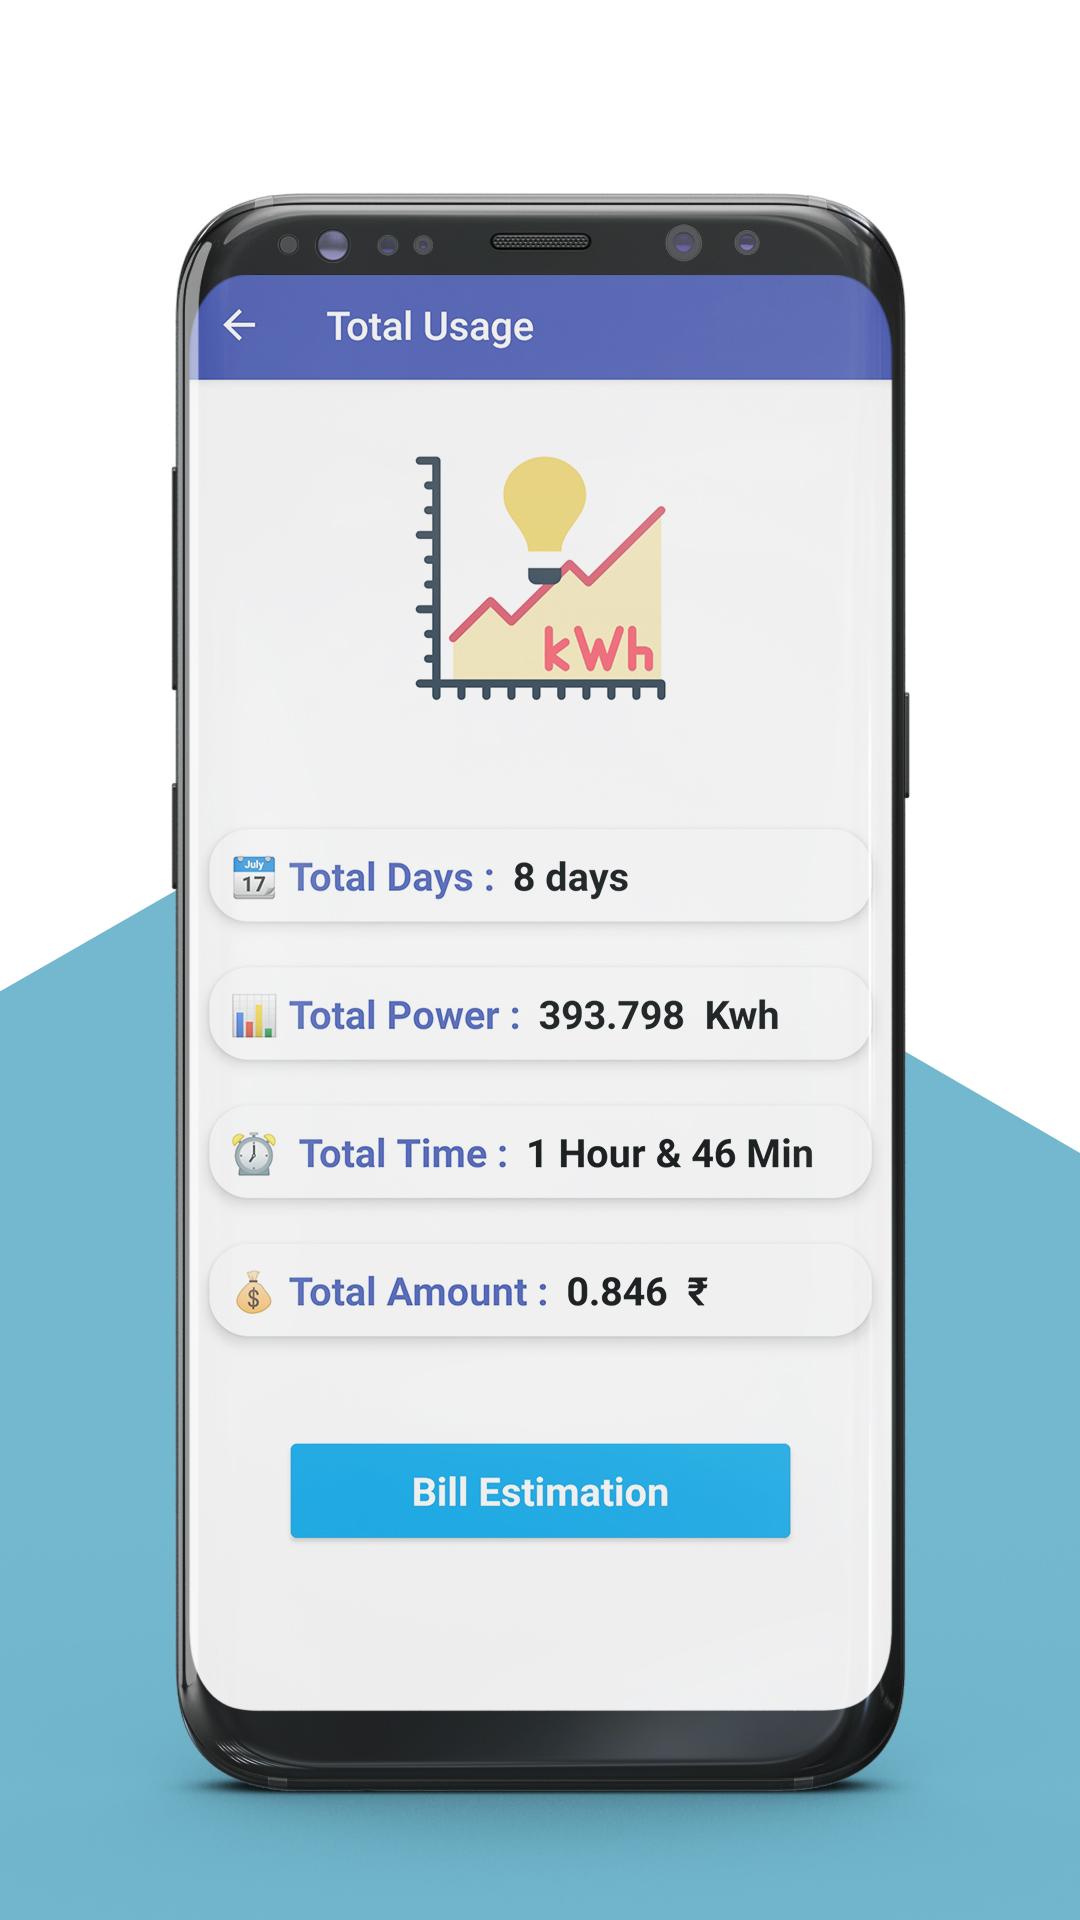 Total Usage
kWh
July
17
Total Days : 8 days
Total Power : 393.798 Kwh
Total Time : 1 Hour & 46 Min
$
Total Amount : 0.846 ₹
Bill Estimation